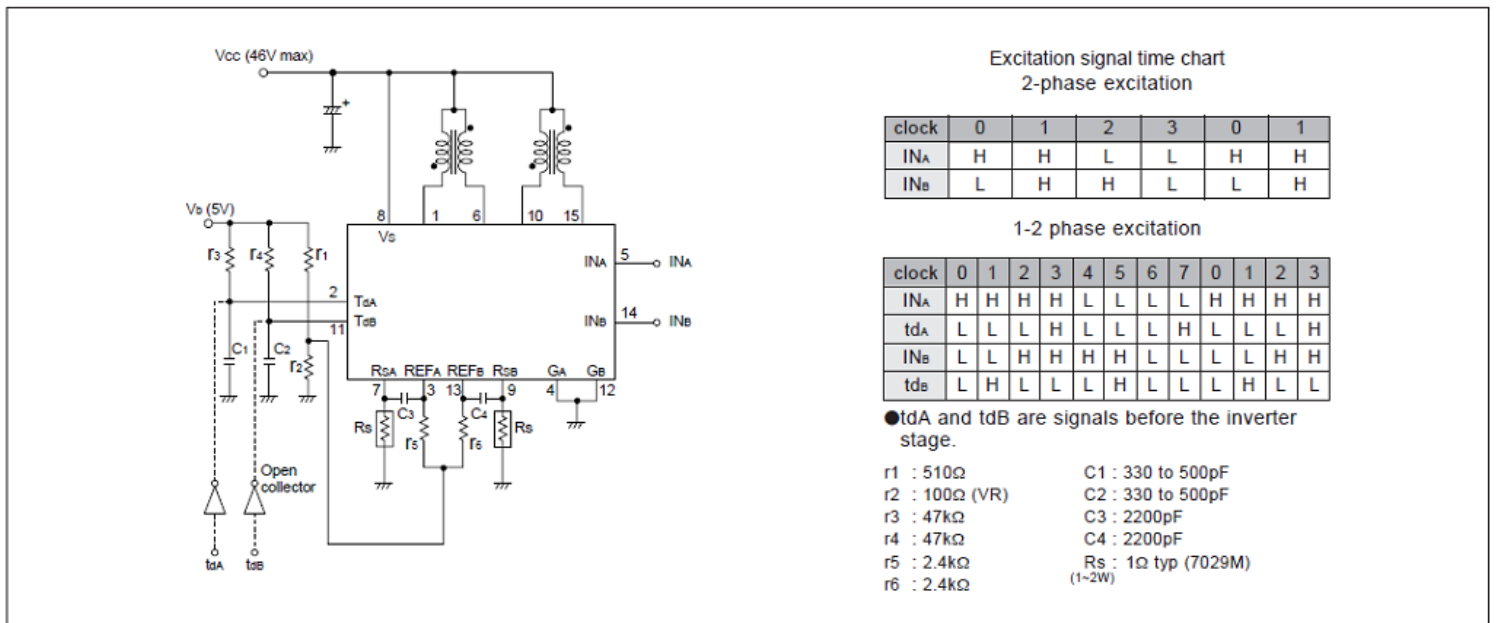 Vcc (46V max)
+
Vb (5V)
r3
r4
r1
8
1
6
10
15
Vs
INA
5
INA
2
TdA
TdB
11
INB
14
INB
C1
C2
r2
RSA
REFA
REFB
RSB
GA
GB
7
3
13
9
4
12
C3
C4
Rs
r5
r6
Rs
Open
collector
tdA
tdB
Excitation signal time chart
2-phase excitation
clock 0 1 2 3 0 1
INA H H L L H H
INB L H H L L H
1-2 phase excitation
clock 0 1 2 3 4 5 6 7 0 1 2 3
INA H H H H L L L L H H H H
tdA L L L H L L L H L L L H
INB L L H H H H L L L L H H
tdB L H L L L H L L L H L L
●tdA and tdB are signals before the inverter
stage.
r1 : 510Ω
r2 : 100Ω (VR)
r3 : 47kΩ
r4 : 47kΩ
r5 : 2.4kΩ
r6 : 2.4kΩ
C1 : 330 to 500pF
C2 : 330 to 500pF
C3 : 2200pF
C4 : 2200pF
Rs : 1Ω typ (7029M)
(1~2W)